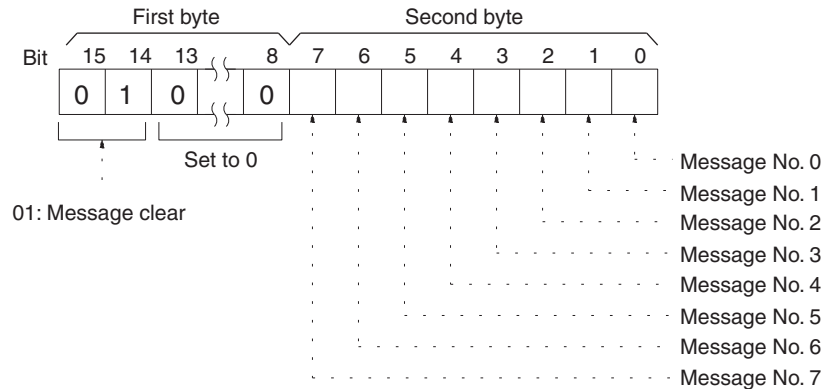 First byte Second byte
Bit 15 14 13 8 7 6 5 4 3 2 1 0
0 1 0 0
Set to 0
01: Message clear
Message No. 0
Message No. 1
Message No. 2
Message No. 3
Message No. 4
Message No. 5
Message No. 6
Message No. 7